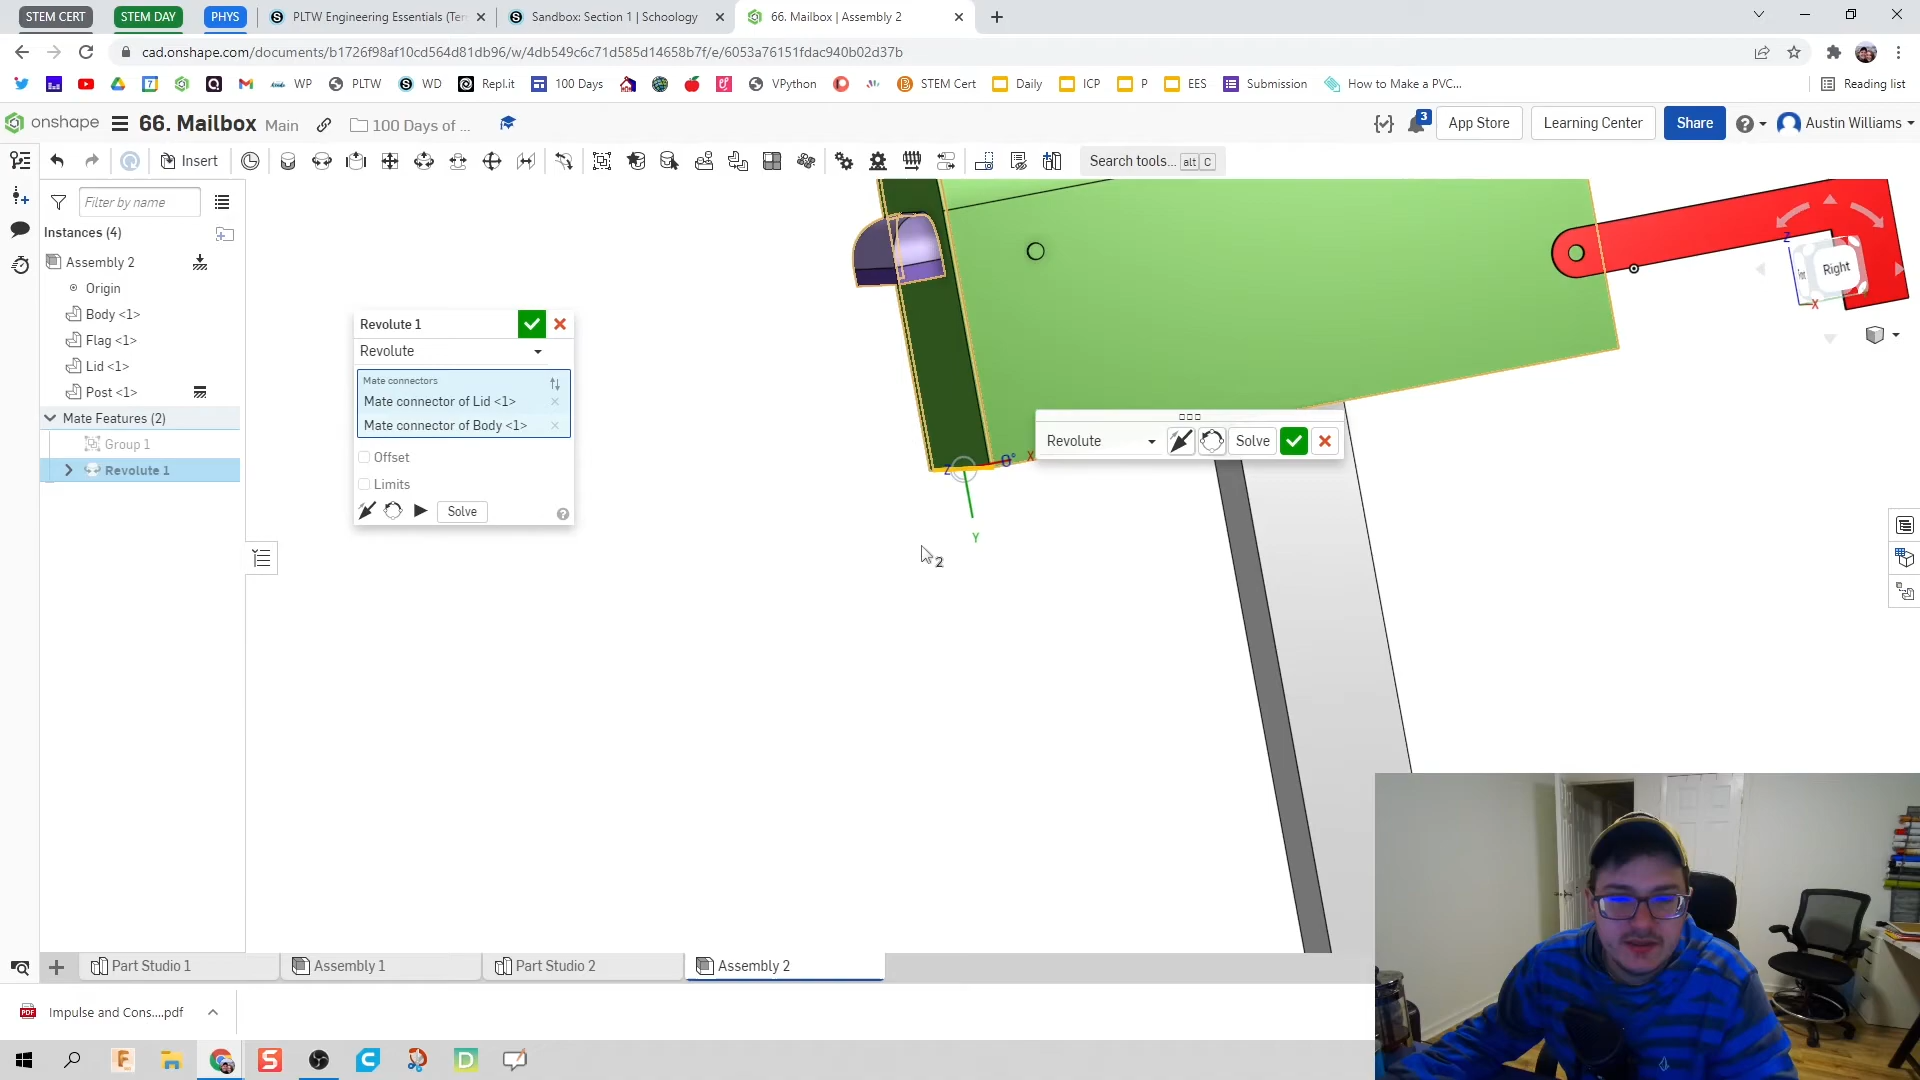 STEM CERT
STEM DAY
PHYS
PLTW Engineering Essentials (Ter
Sandbox: Section 1 | Schoology
66. Mailbox | Assembly 2
cad.onshape.com/documents/b1726f98af10cd564d81db96/w/4db549c6c71d585d14658b7f/e/6053a76151fdac940b02d37b
WP
PLTW
WD
Repl.it
100 Days
VPython
STEM Cert
Daily
ICP
P
EES
Submission
How to Make a PVC...
Reading list
onshape
66. Mailbox
Main
100 Days of ...
3
App Store
Learning Center
Share
Austin Williams
Insert
Search tools... alt C
Filter by name
Instances (4)
Assembly 2
Origin
Body <1>
Flag <1>
Lid <1>
Post <1>
Mate Features (2)
Group 1
Revolute 1
Revolute 1
Revolute
Mate connectors
Mate connector of Lid <1>
Mate connector of Body <1>
Offset
Limits
Solve
Revolute
Solve
Z
0°
X
Y
2
Z
Right
X
Part Studio 1
Assembly 1
Part Studio 2
Assembly 2
Impulse and Cons....pdf